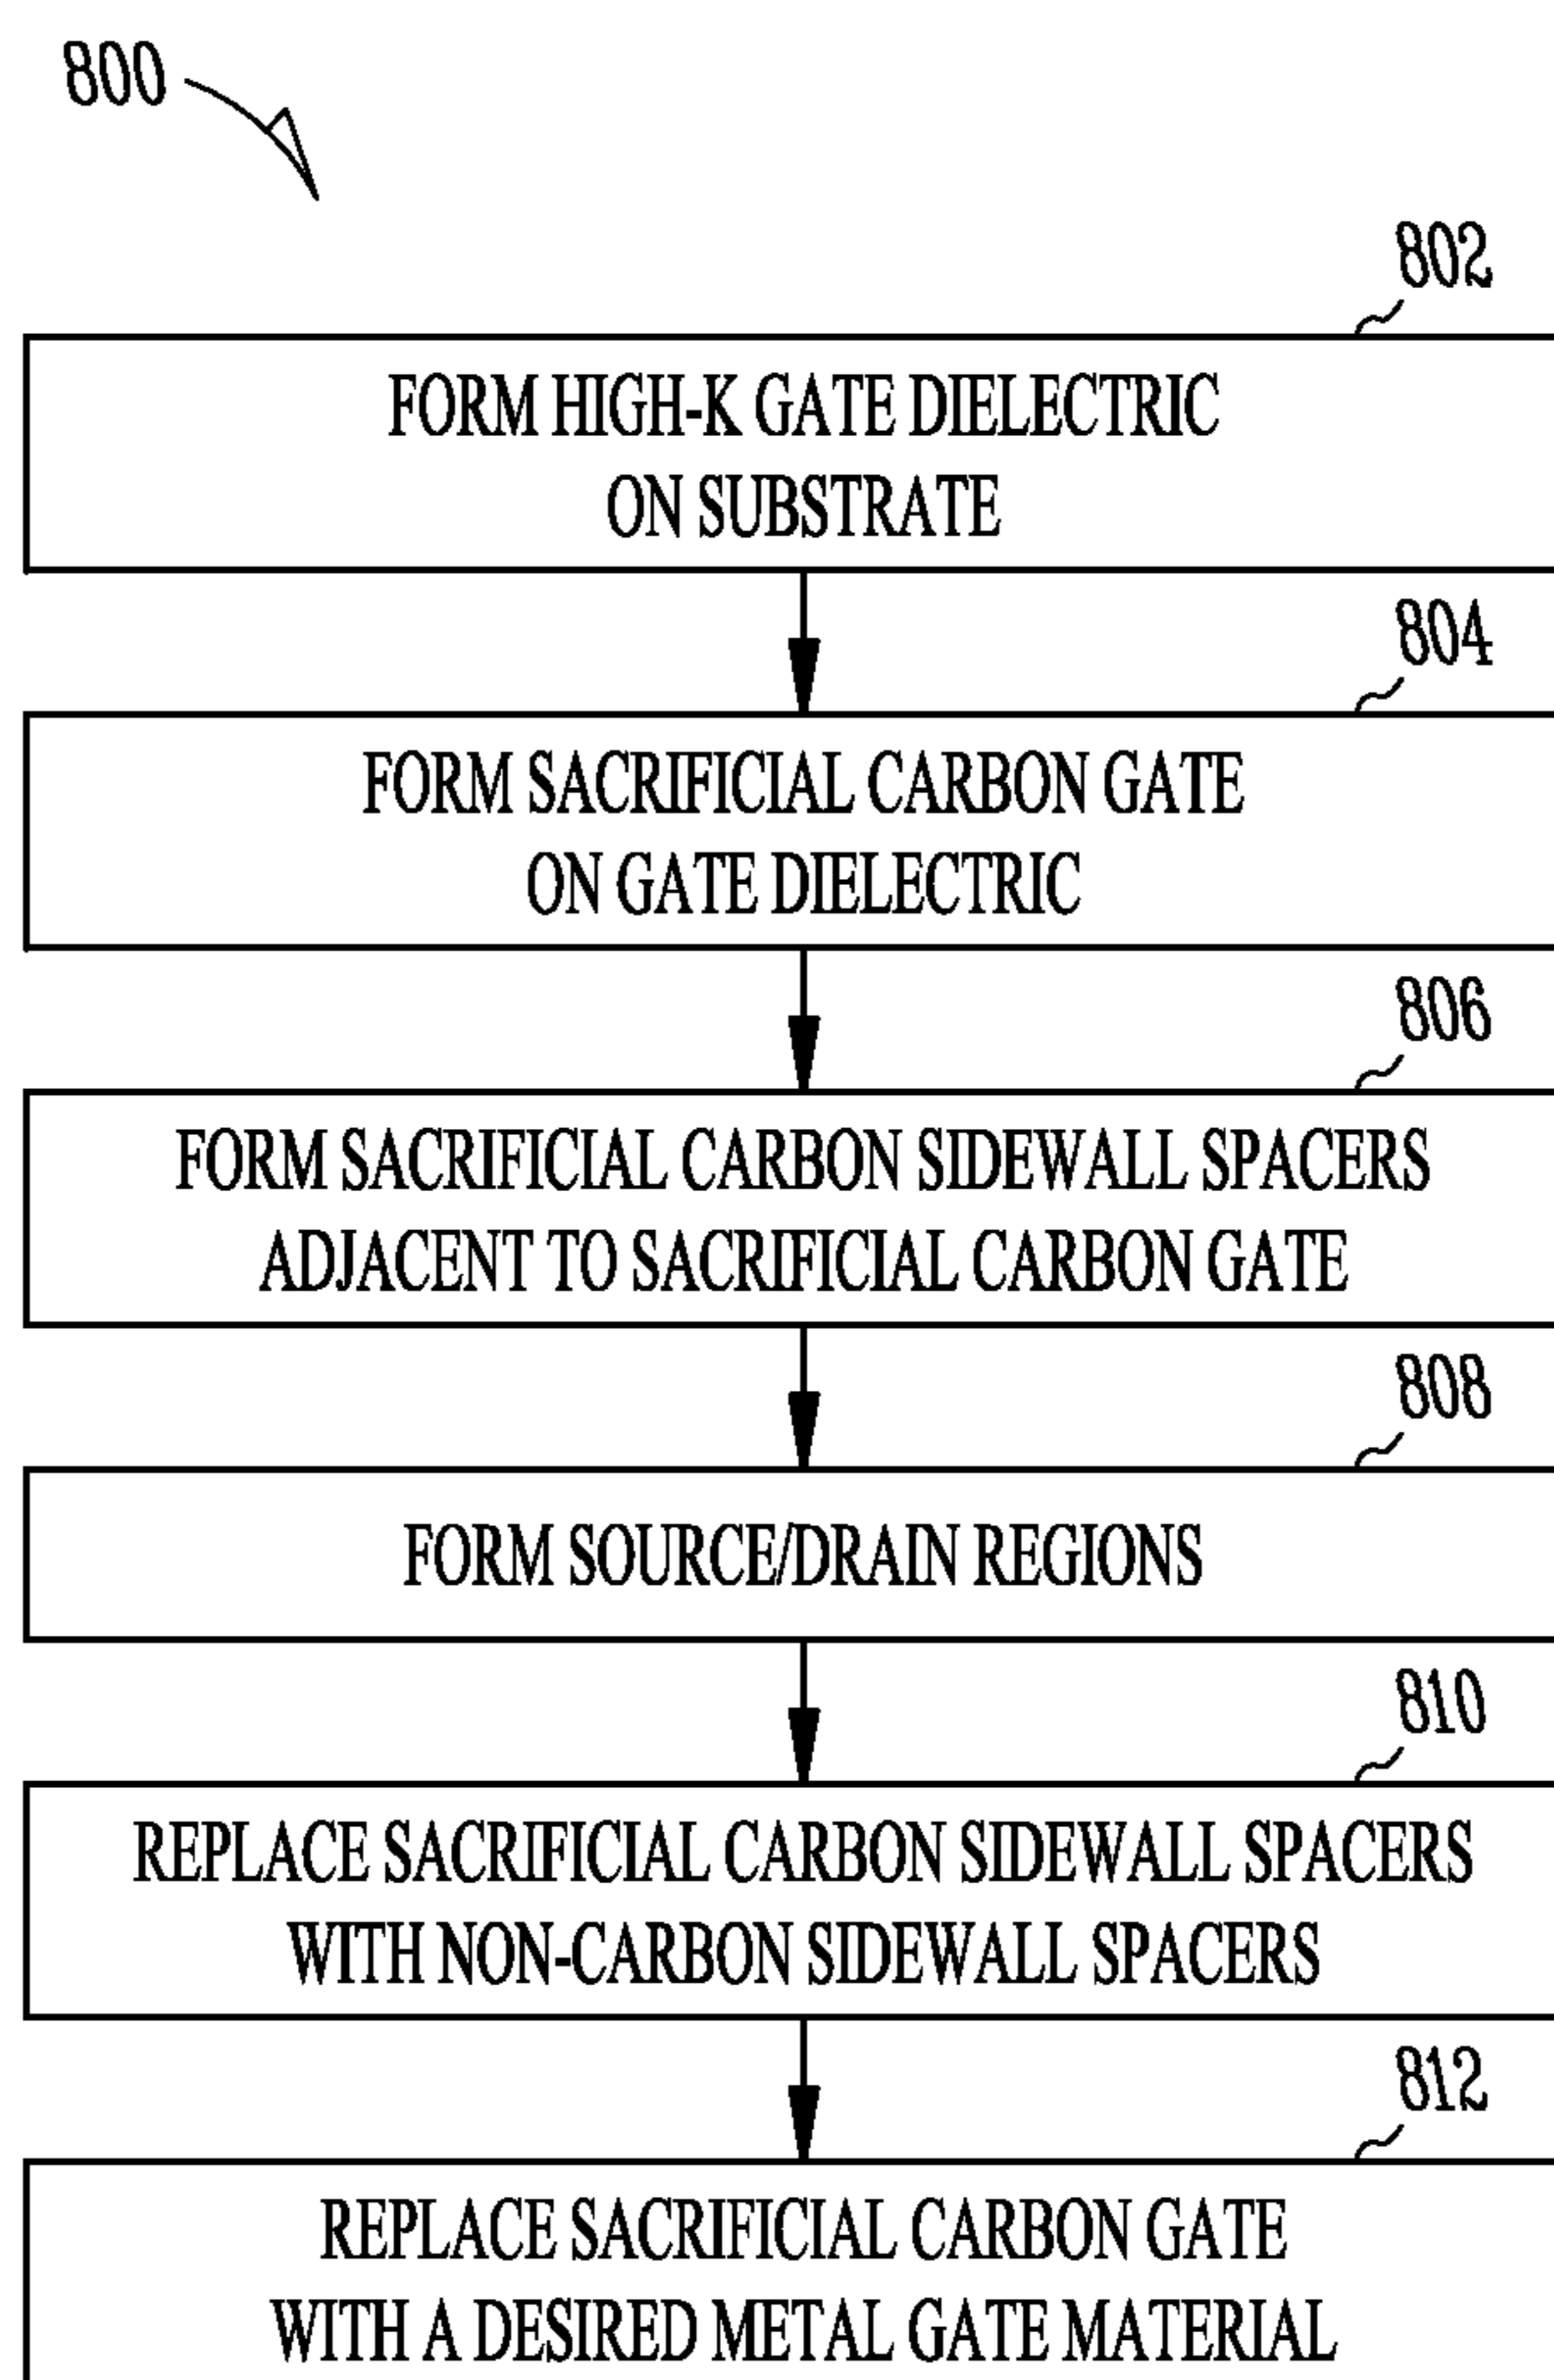 800
802
FORM HIGH-K GATE DIELECTRIC
ON SUBSTRATE
804
FORM SACRIFICIAL CARBON GATE
ON GATE DIELECTRIC
806
FORM SACRIFICIAL CARBON SIDEWALL SPACERS
ADJACENT TO SACRIFICIAL CARBON GATE
808
FORM SOURCE/DRAIN REGIONS
810
REPLACE SACRIFICIAL CARBON SIDEWALL SPACERS
WITH NON-CARBON SIDEWALL SPACERS
812
REPLACE SACRIFICIAL CARBON GATE
WITH A DESIRED METAL GATE MATERIAL